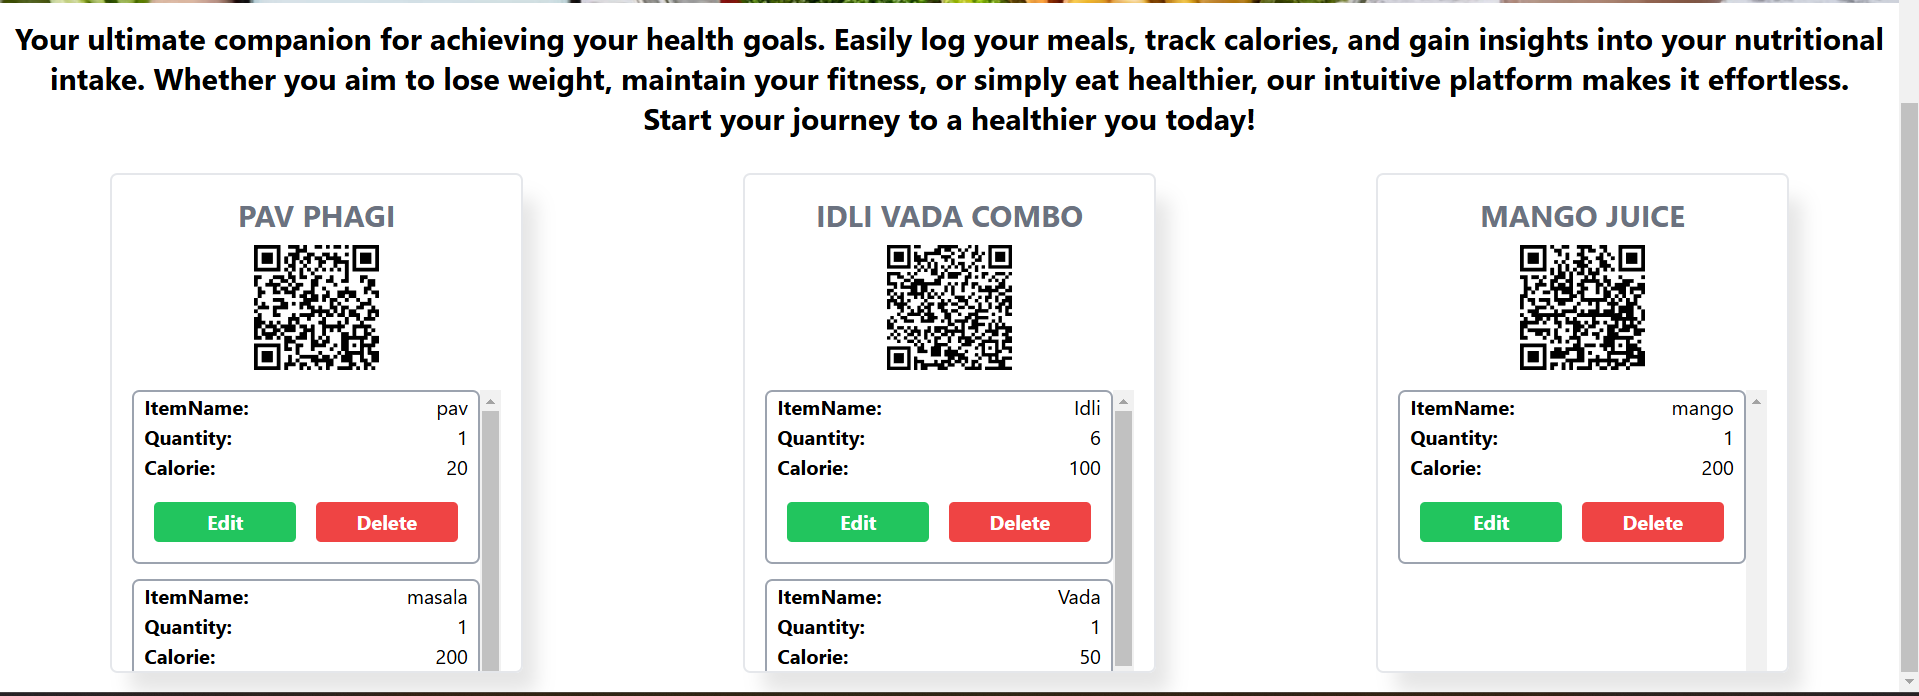 Your ultimate companion for achieving your health goals. Easily log your meals, track calories, and gain insights into your nutritional
intake. Whether you aim to lose weight, maintain your fitness, or simply eat healthier, our intuitive platform makes it effortless.
Start your journey to a healthier you today!
PAV PHAGI
ItemName: pav
Quantity: 1
Calorie: 20
Edit Delete
ItemName: masala
Quantity: 1
Calorie: 200
IDLI VADA COMBO
ItemName: Idli
Quantity: 6
Calorie: 100
Edit Delete
ItemName: Vada
Quantity: 1
Calorie: 50
MANGO JUICE
ItemName: mango
Quantity: 1
Calorie: 200
Edit Delete